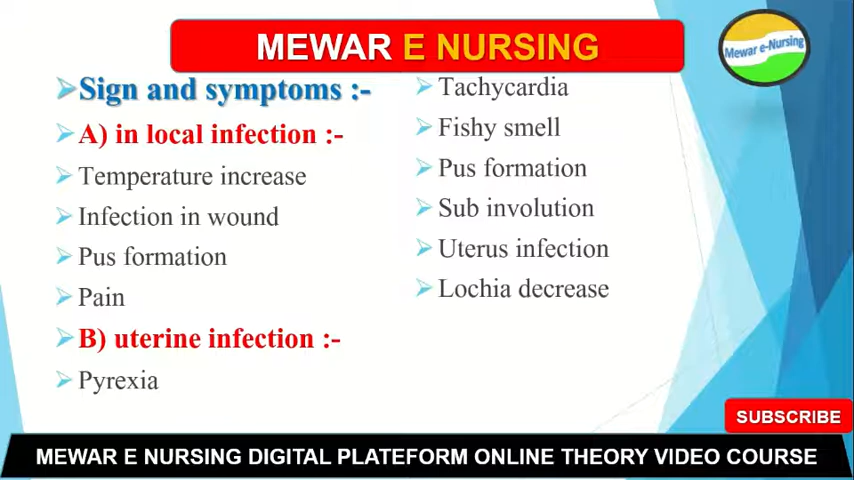 MEWAR E NURSING
Mewar e-Nursing
Sign and symptoms :-
A) in local infection :-
Temperature increase
Infection in wound
Pus formation
Pain
B) uterine infection :-
Pyrexia
Tachycardia
Fishy smell
Pus formation
Sub involution
Uterus infection
Lochia decrease
SUBSCRIBE
MEWAR E NURSING DIGITAL PLATEFORM ONLINE THEORY VIDEO COURSE